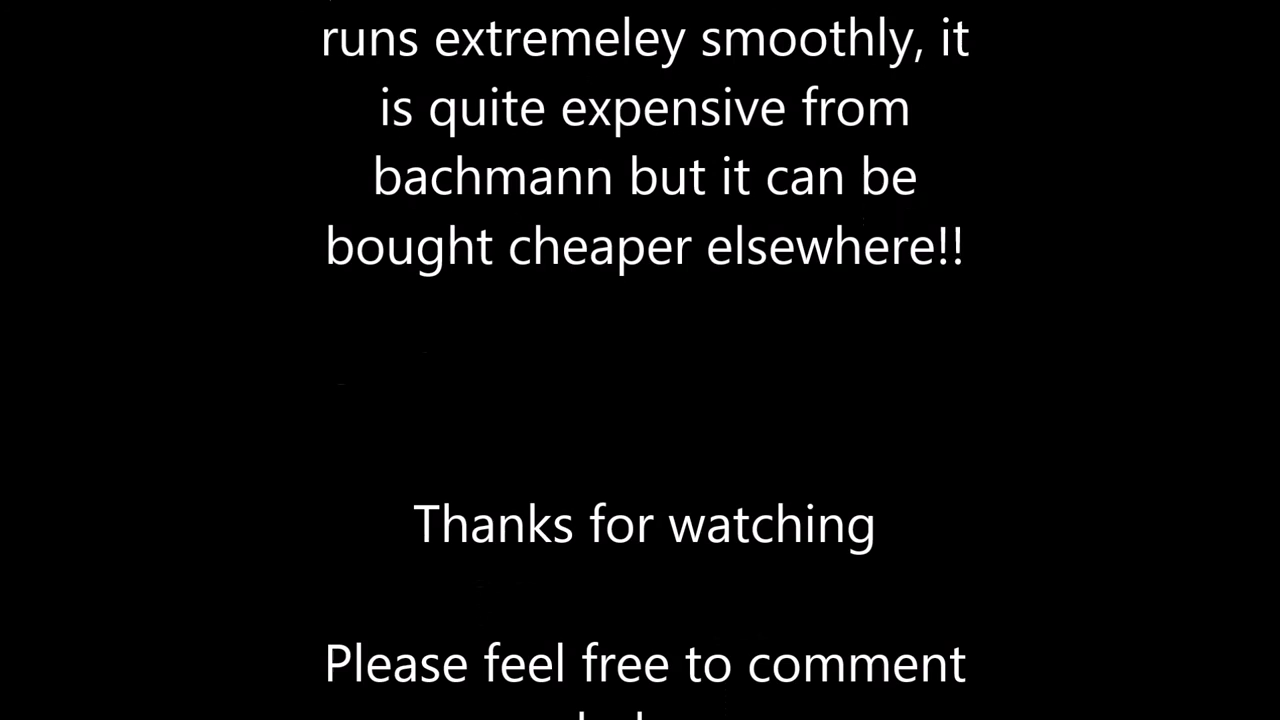 runs extremeley smoothly, it
is quite expensive from
bachmann but it can be
bought cheaper elsewhere!!
Thanks for watching
Please feel free to comment